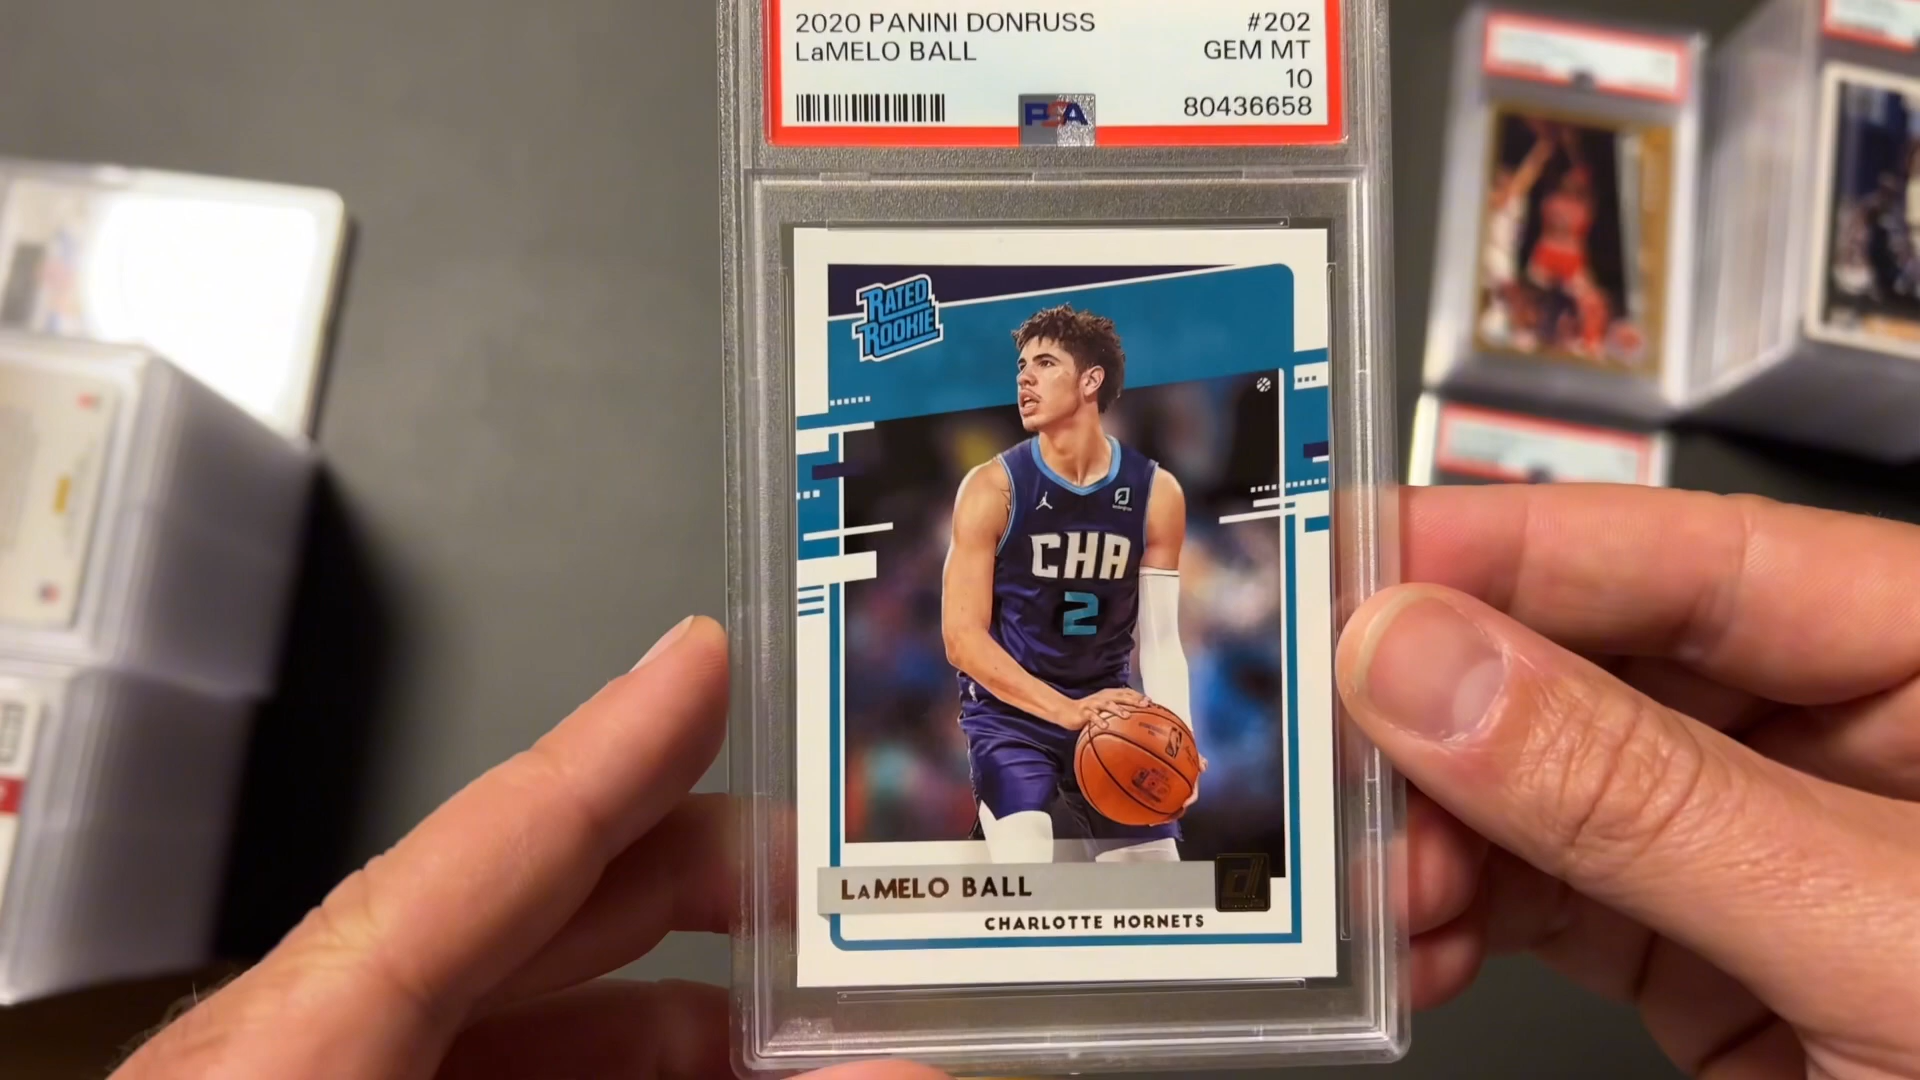 2020 PANINI DONRUSS #202
LaMELO BALL GEM MT
10
PSA 80436658
RATED
ROOKIE
CHA
2
LaMELO BALL
CHARLOTTE HORNETS